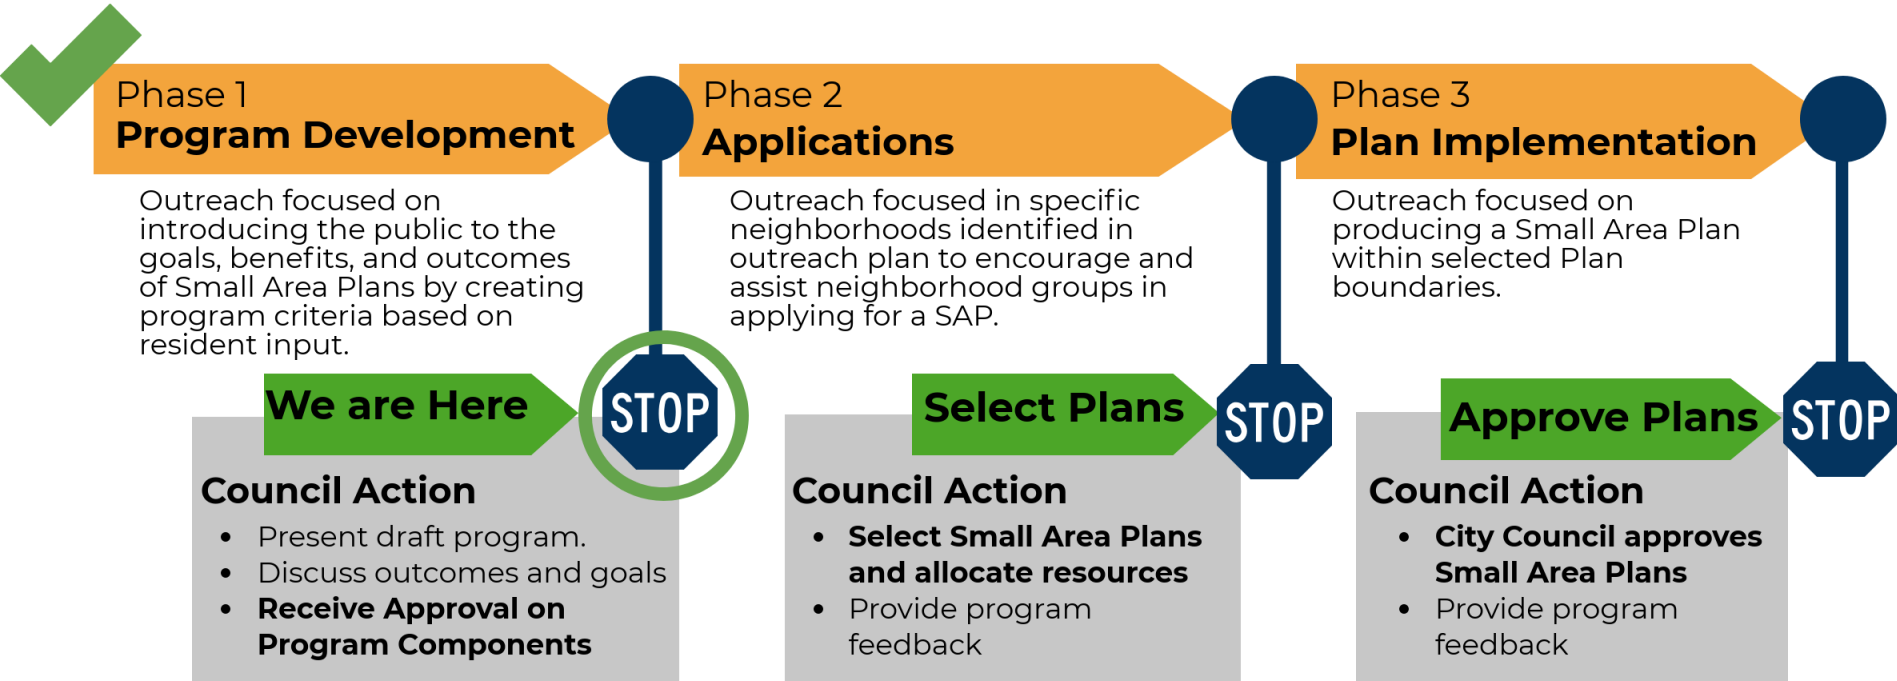 Phase 1
Program Development
Outreach focused on
introducing the public to the
goals, benefits, and outcomes
of Small Area Plans by creating
program criteria based on
resident input.
We are Here
STOP
Council Action
• Present draft program.
• Discuss outcomes and goals
• Receive Approval on
Program Components
Phase 2
Applications
Outreach focused in specific
neighborhoods identified in
outreach plan to encourage and
assist neighborhood groups in
applying for a SAP.
Select Plans
STOP
Council Action
• Select Small Area Plans
and allocate resources
• Provide program
feedback
Phase 3
Plan Implementation
Outreach focused on
producing a Small Area Plan
within selected Plan
boundaries.
Approve Plans
STOP
Council Action
• City Council approves
Small Area Plans
• Provide program
feedback